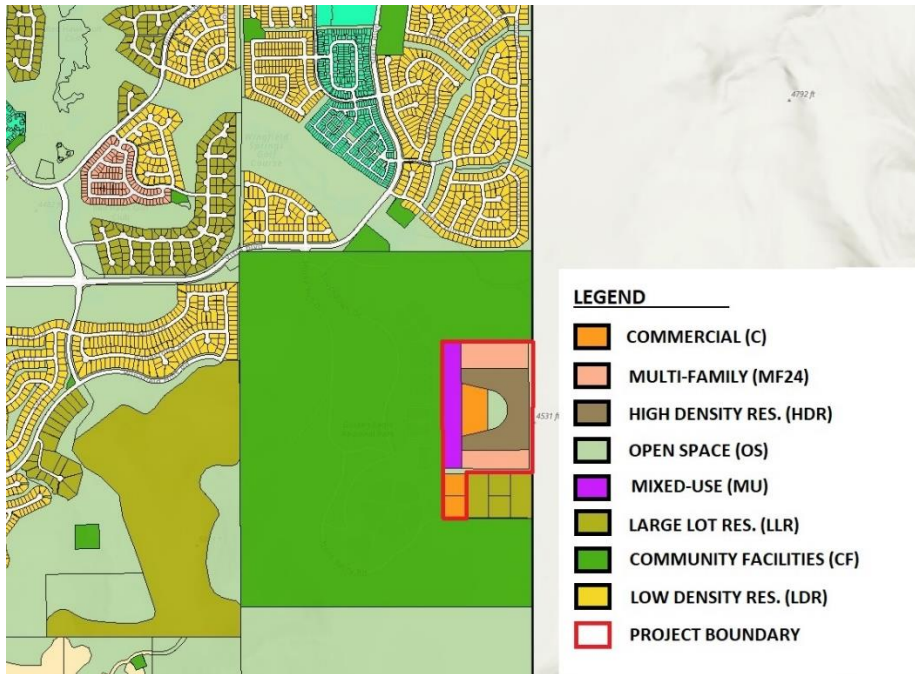 4792 ft
4531 ft
LEGEND
COMMERCIAL (C)
MULTI-FAMILY (MF24)
HIGH DENSITY RES. (HDR)
OPEN SPACE (OS)
MIXED-USE (MU)
LARGE LOT RES. (LLR)
COMMUNITY FACILITIES (CF)
LOW DENSITY RES. (LDR)
PROJECT BOUNDARY